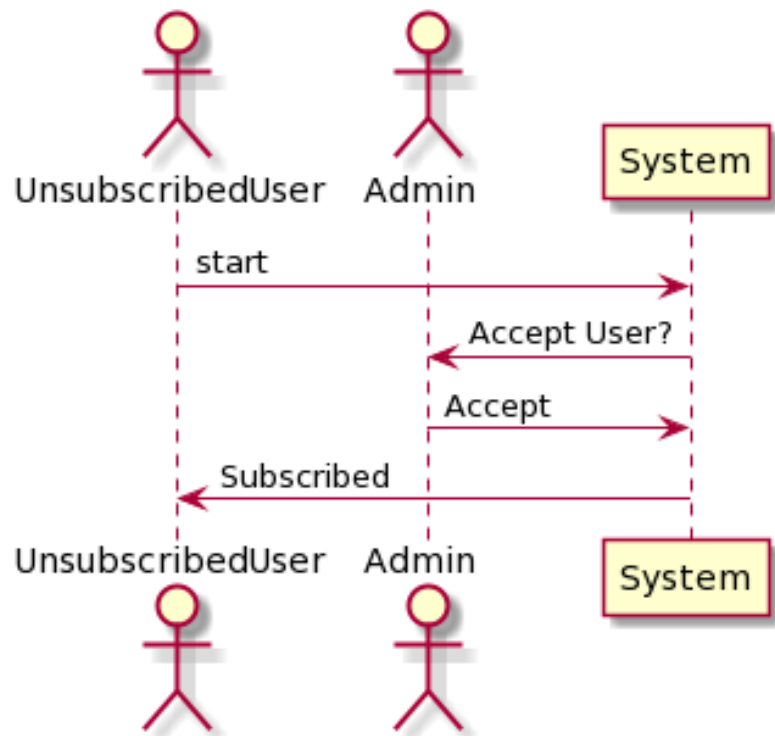 UnsubscribedUser
Admin
System
start
Accept User?
Accept
Subscribed
UnsubscribedUser
Admin
System